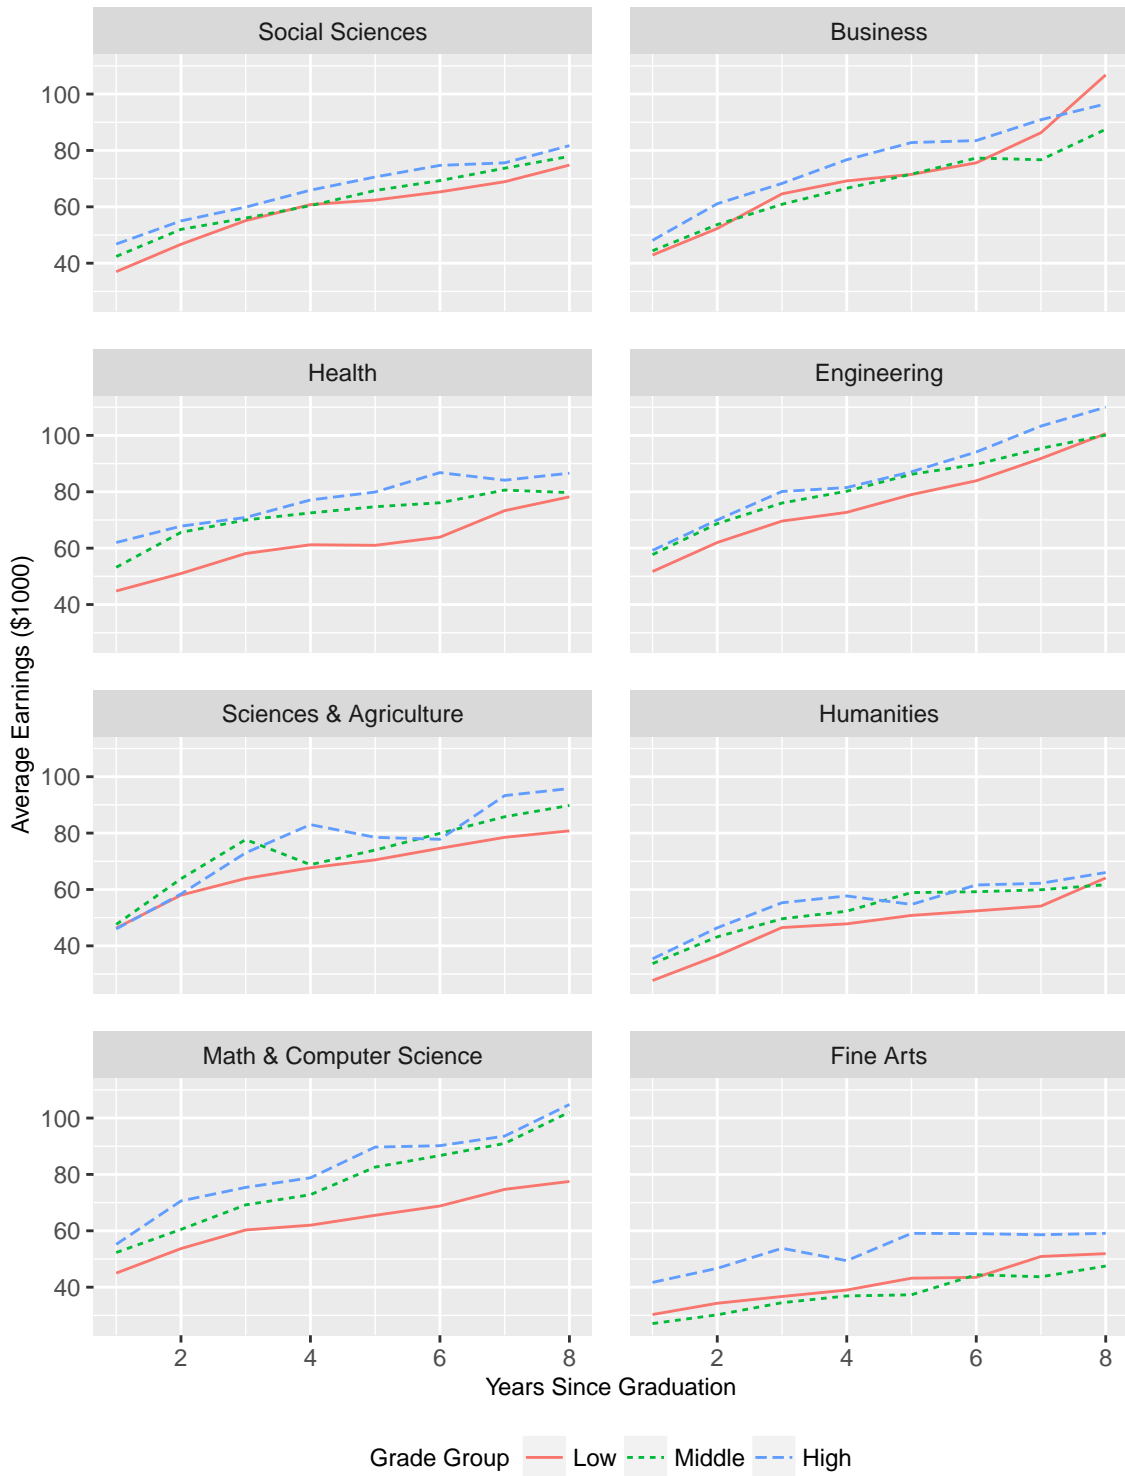 Social Sciences
Business
100
80
60
40
Health
Engineering
100
80
60
40
Average Earnings ($1000)
Sciences & Agriculture
Humanities
100
80
60
40
Math & Computer Science
Fine Arts
100
80
60
40
2 4 6 8 2 4 6 8
Years Since Graduation
Grade Group Low Middle High